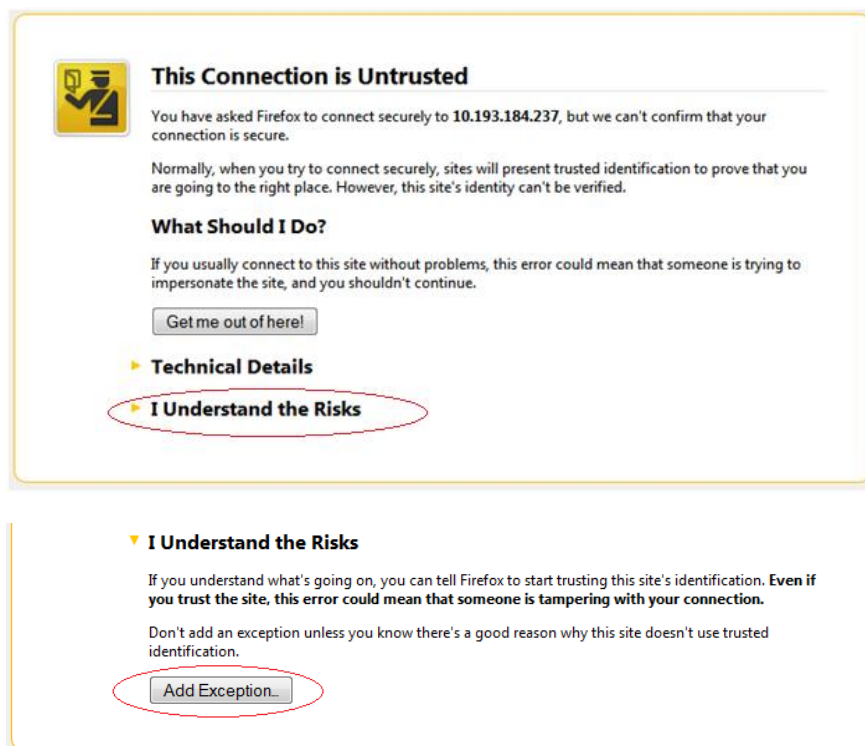 This Connection is Untrusted
You have asked Firefox to connect securely to 10.193.184.237, but we can't confirm that your
connection is secure.
Normally, when you try to connect securely, sites will present trusted identification to prove that you
are going to the right place. However, this site's identity can't be verified.
What Should I Do?
If you usually connect to this site without problems, this error could mean that someone is trying to
impersonate the site, and you shouldn't continue.
Get me out of here!
Technical Details
I Understand the Risks
I Understand the Risks
If you understand what's going on, you can tell Firefox to start trusting this site's identification. Even if
you trust the site, this error could mean that someone is tampering with your connection.
Don't add an exception unless you know there's a good reason why this site doesn't use trusted
identification.
Add Exception...